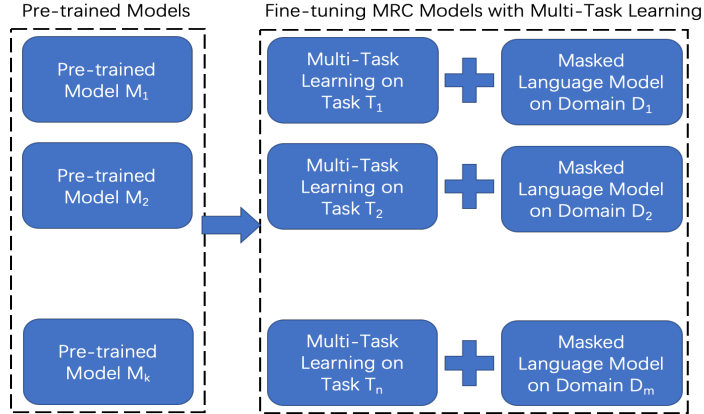 Pre-trained Models
Fine-tuning MRC Models with Multi-Task Learning
Pre-trained
Model M₁
Multi-Task
Learning on
Task T₁
Masked
Language Model
on Domain D₁
Pre-trained
Model M₂
Multi-Task
Learning on
Task T₂
Masked
Language Model
on Domain D₂
Pre-trained
Model Mₖ
Multi-Task
Learning on
Task Tₙ
Masked
Language Model
on Domain Dₘ